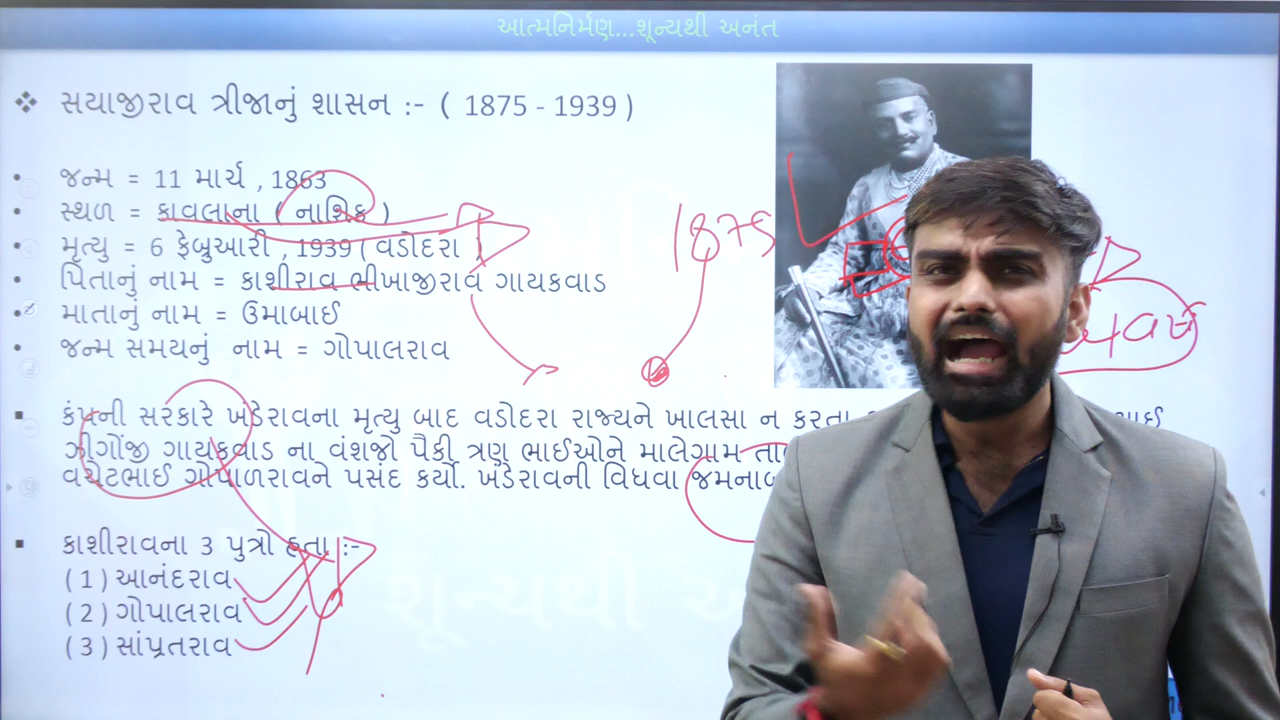 આત્મનિર્મણ...શૂન્યથી અનંત
❖ સયાજીરાવ ત્રીજાનું શાસન :- ( 1875 - 1939 )
• જન્મ = 11 માર્ચ , 1863
• સ્થળ = કાવલાના ( નાશિક )
• મૃત્યુ = 6 ફેબ્રુઆરી , 1939 ( વડોદરા )
• પિતાનું નામ = કાશીરાવ ભીખાજીરાવ ગાયકવાડ
• માતાનું નામ = ઉમાબાઈ
• જન્મ સમયનું નામ = ગોપાલરાવ
1875
▪ કંપની સરકારે ખંડેરાવના મૃત્યુ બાદ વડોદરા રાજ્યને ખાલસા ન કરતા
ઝીંગોજી ગાયકવાડ ના વંશજો પૈકી ત્રણ ભાઈઓને માલેગામ
વચેટભાઈ ગોપાળરાવને પસંદ કર્યો. ખંડેરાવની વિધવા
▪ કાશીરાવના 3 પુત્રો હતા :-
( 1 ) આનંદરાવ
( 2 ) ગોપાલરાવ
( 3 ) સાંપ્રતરાવ
શૂન્યથી